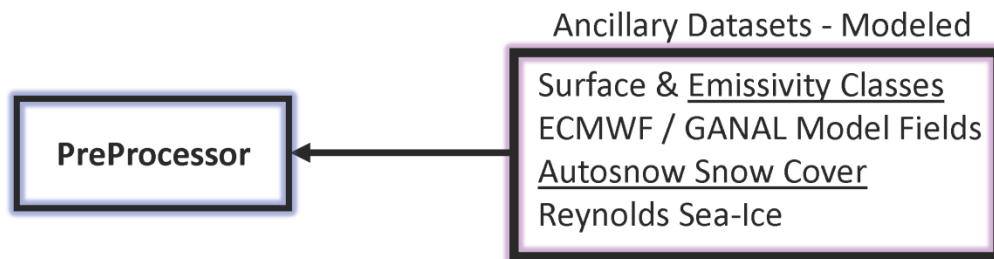 Ancillary Datasets - Modeled
Surface & Emissivity Classes
ECMWF / GANAL Model Fields
PreProcessor
Autosnow Snow Cover
Reynolds Sea-Ice